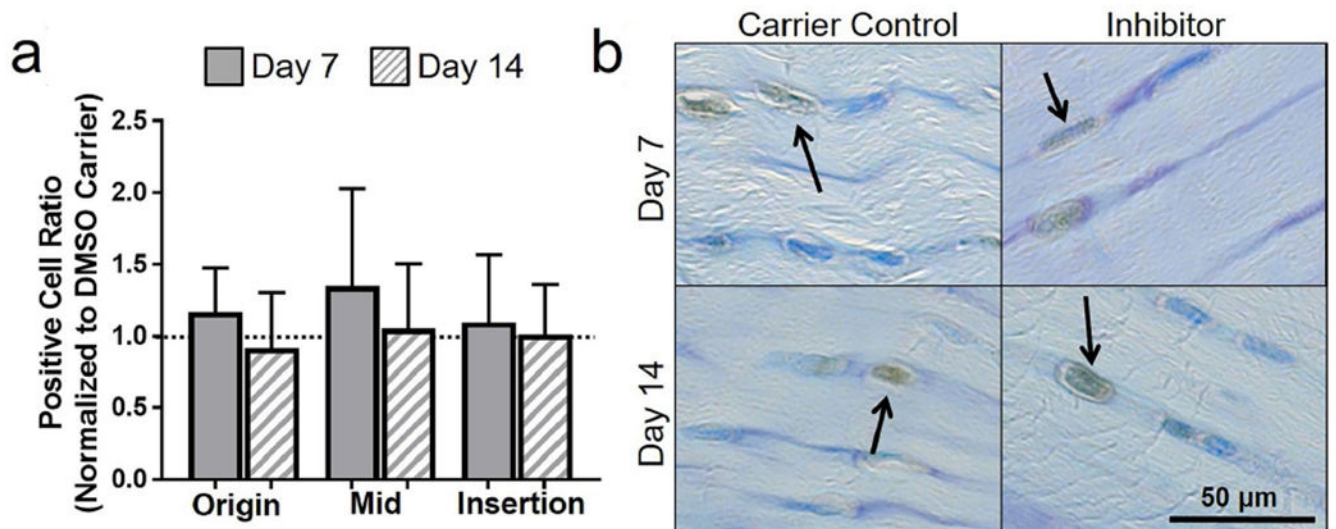 a
Day 7
Day 14
Positive Cell Ratio
(Normalized to DMSO Carrier)
2.5
2.0
1.5
1.0
0.5
0.0
Origin
Mid
Insertion
b
Carrier Control
Inhibitor
Day 7
Day 14
50 µm